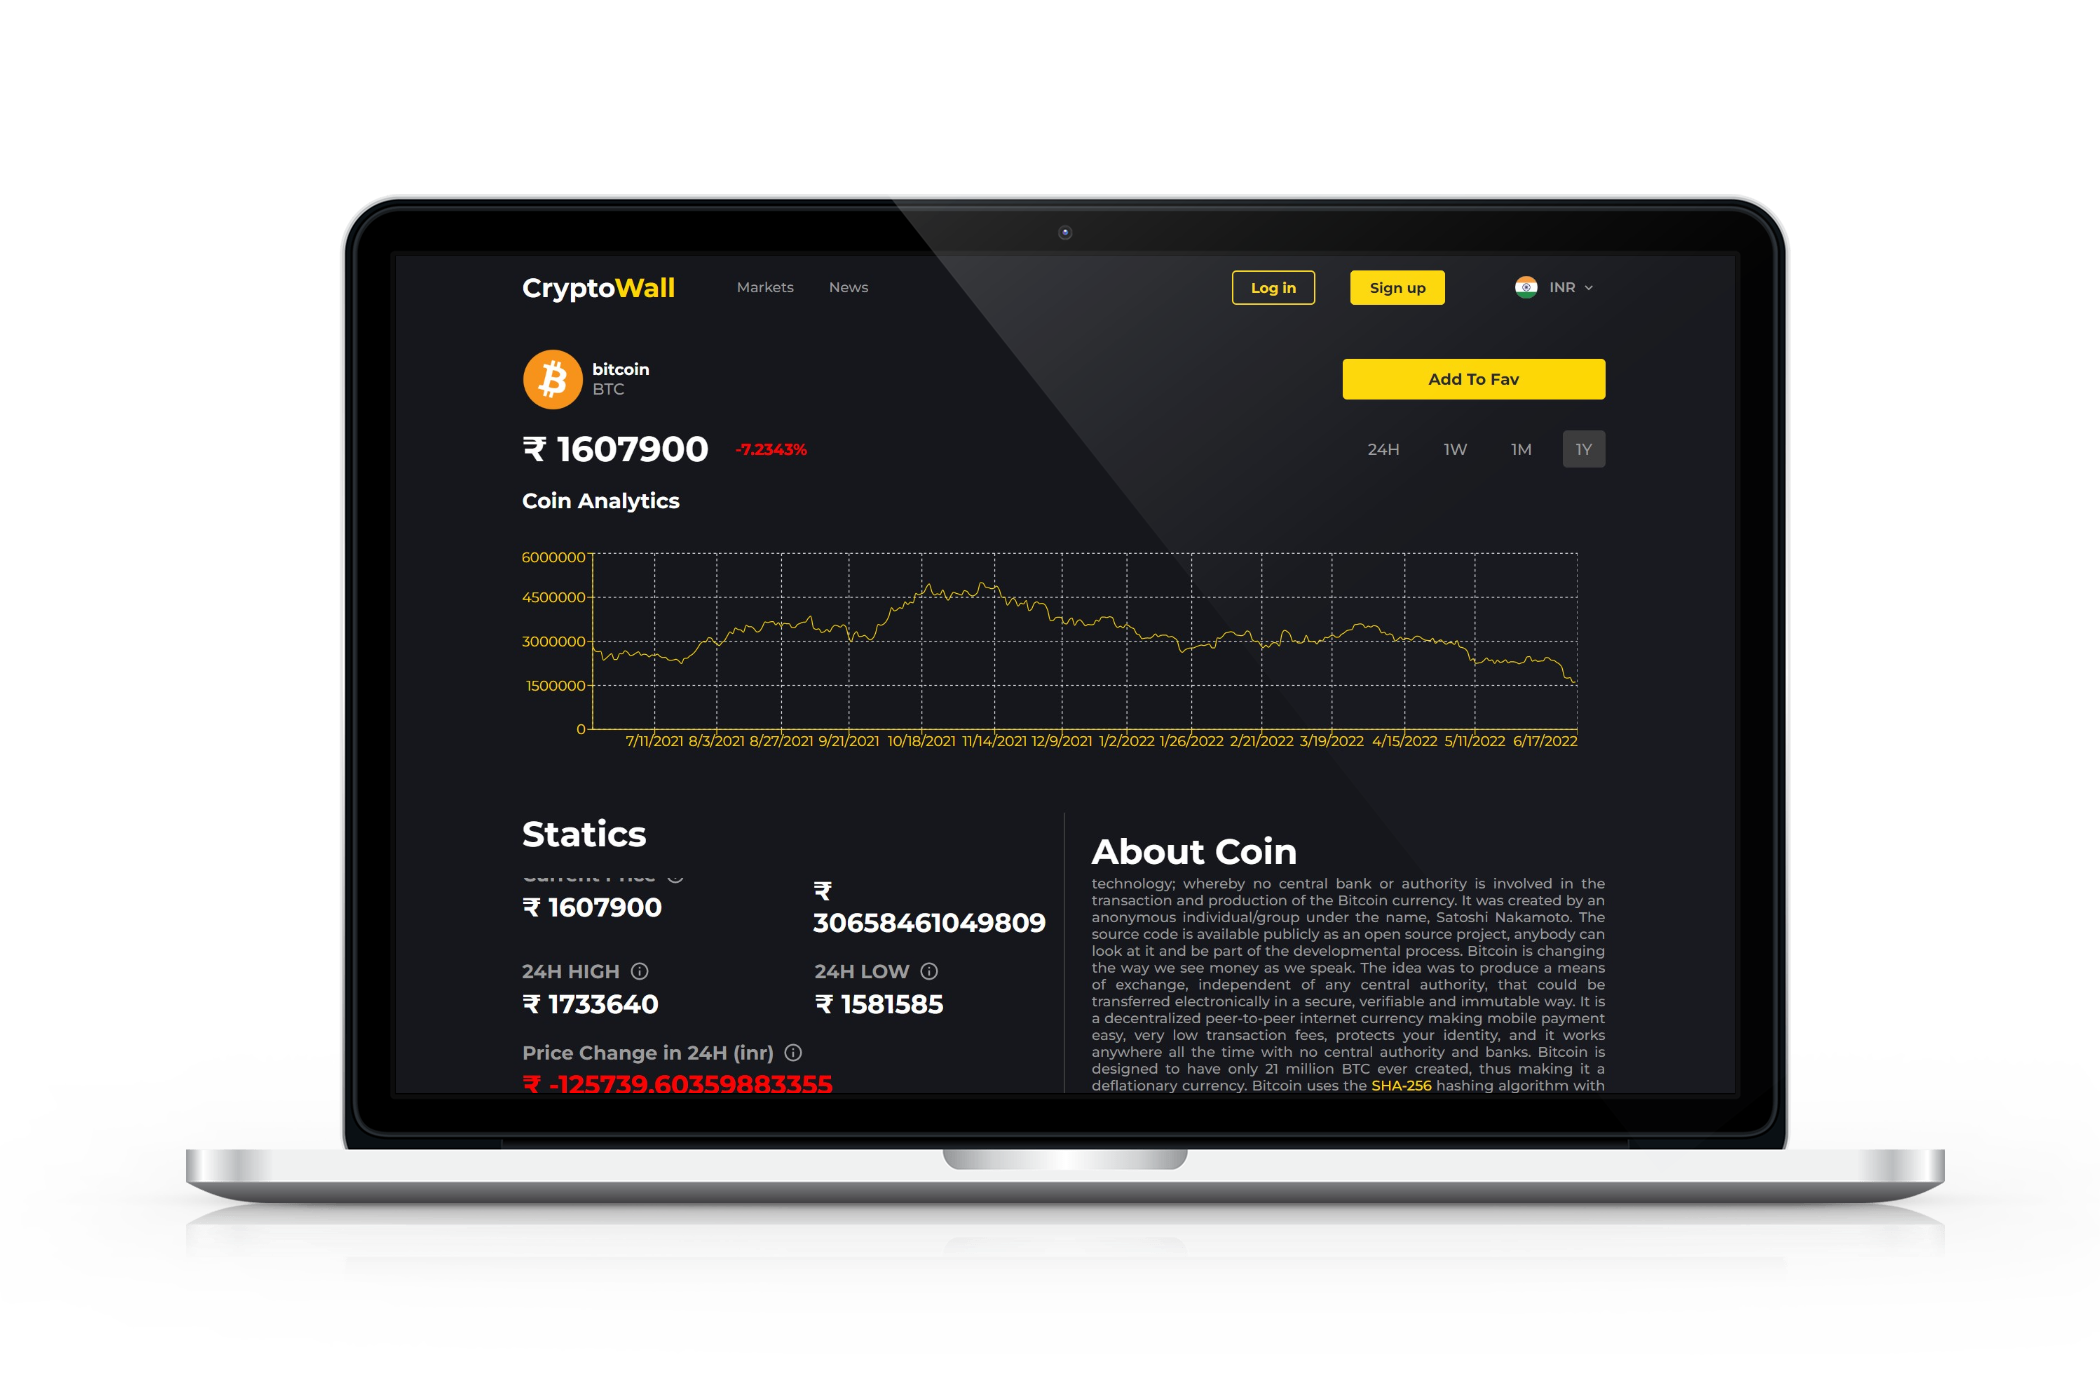 CryptoWall
Markets
News
Log in
Sign up
INR
bitcoin
BTC
Add To Fav
₹ 1607900
-7.2343%
24H
1W
1M
1Y
Coin Analytics
6000000
4500000
3000000
1500000
0
7/11/2021 8/3/2021 8/27/2021 9/21/2021 10/18/2021 11/14/2021 12/9/2021 1/2/2022 1/26/2022 2/21/2022 3/19/2022 4/15/2022 5/11/2022 6/17/2022
Statics
Current Price
₹ 1607900
₹
30658461049809
24H HIGH
₹ 1733640
24H LOW
₹ 1581585
Price Change in 24H (inr)
₹ -125739.60359883355
About Coin
technology; whereby no central bank or authority is involved in the
transaction and production of the Bitcoin currency. It was created by an
anonymous individual/group under the name, Satoshi Nakamoto. The
source code is available publicly as an open source project, anybody can
look at it and be part of the developmental process. Bitcoin is changing
the way we see money as we speak. The idea was to produce a means
of exchange, independent of any central authority, that could be
transferred electronically in a secure, verifiable and immutable way. It is
a decentralized peer-to-peer internet currency making mobile payment
easy, very low transaction fees, protects your identity, and it works
anywhere all the time with no central authority and banks. Bitcoin is
designed to have only 21 million BTC ever created, thus making it a
deflationary currency. Bitcoin uses the SHA-256 hashing algorithm with